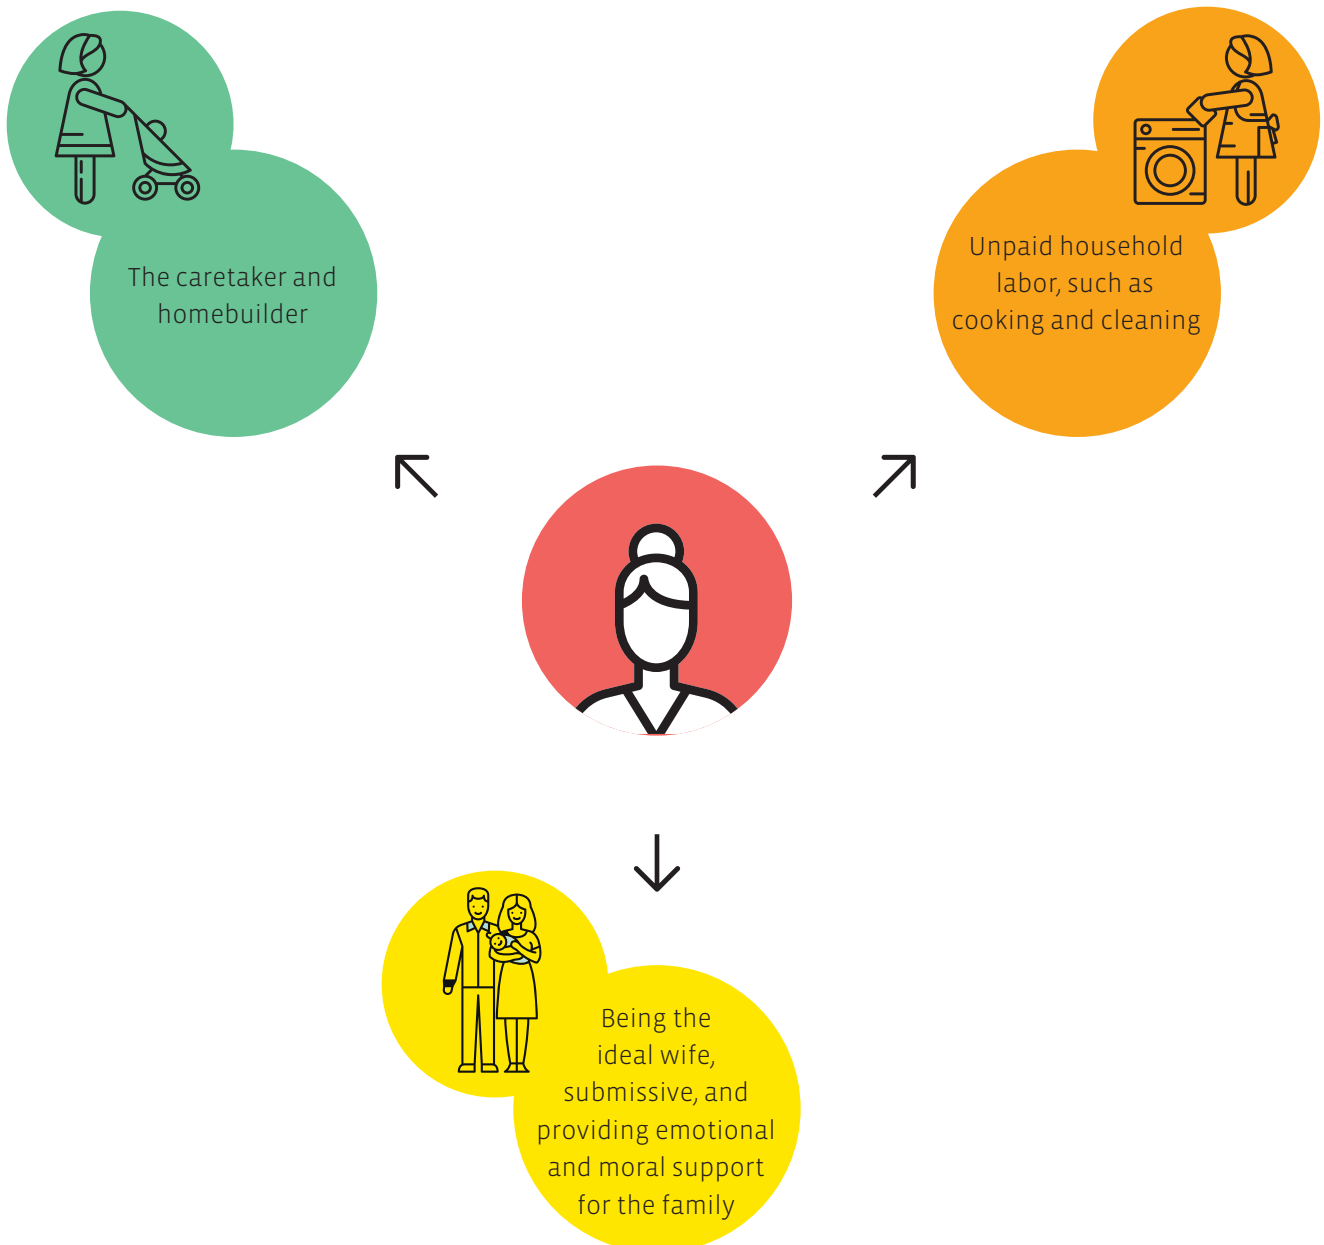 The caretaker and
homebuilder
Unpaid household
labor, such as
cooking and cleaning
Being the
ideal wife,
submissive, and
providing emotional
and moral support
for the family